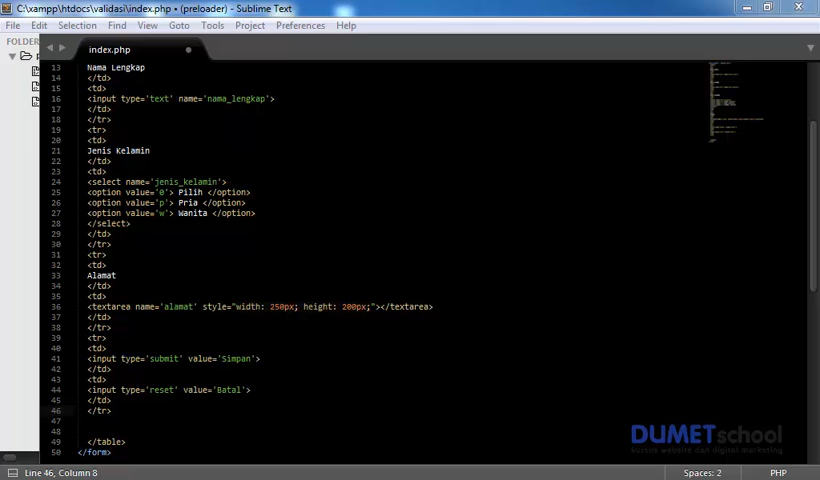 C:\xampp\htdocs\validasi\index.php • (preloader) - Sublime Text
File Edit Selection Find View Goto Tools Project Preferences Help
FOLDER
index.php
13 Nama Lengkap
14 </td>
15 <td>
16 <input type='text' name='nama_lengkap'>
17 </td>
18 </tr>
19 <tr>
20 <td>
21 Jenis Kelamin
22 </td>
23 <td>
24 <select name='jenis_kelamin'>
25 <option value='0'> Pilih </option>
26 <option value='p'> Pria </option>
27 <option value='w'> Wanita </option>
28 </select>
29 </td>
30 </tr>
31 <tr>
32 <td>
33 Alamat
34 </td>
35 <td>
36 <textarea name='alamat' style="width: 250px; height: 200px;"></textarea>
37 </td>
38 </tr>
39 <tr>
40 <td>
41 <input type='submit' value='Simpan'>
42 </td>
43 <td>
44 <input type='reset' value='Batal'>
45 </td>
46 </tr>
47
48
49 </table>
50 </form>
DUMETschool
kursus website dan digital marketing
Line 46, Column 8 Spaces: 2 PHP